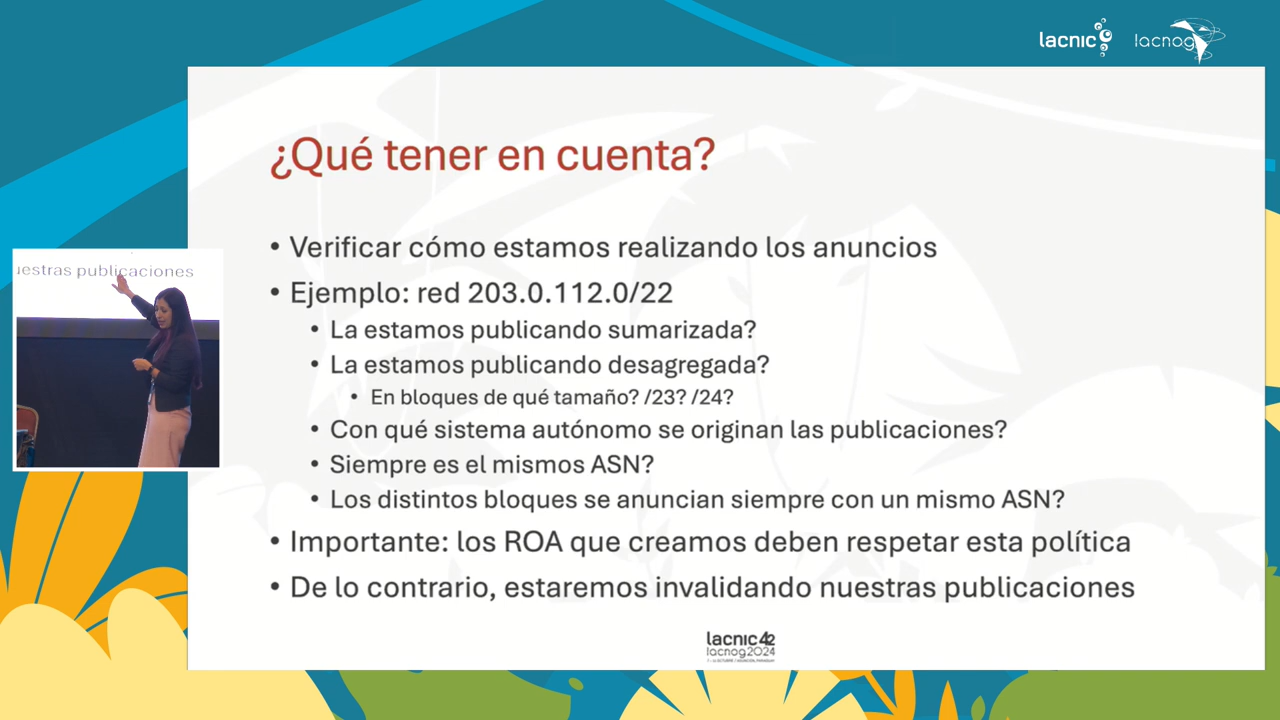 lacnic
lacnog
¿Qué tener en cuenta?
• Verificar cómo estamos realizando los anuncios
• Ejemplo: red 203.0.112.0/22
• La estamos publicando sumarizada?
• La estamos publicando desagregada?
• En bloques de qué tamaño? /23? /24?
• Con qué sistema autónomo se originan las publicaciones?
• Siempre es el mismos ASN?
• Los distintos bloques se anuncian siempre con un mismo ASN?
• Importante: los ROA que creamos deben respetar esta política
• De lo contrario, estaremos invalidando nuestras publicaciones
uestras publicaciones
lacnic42
lacnog2024